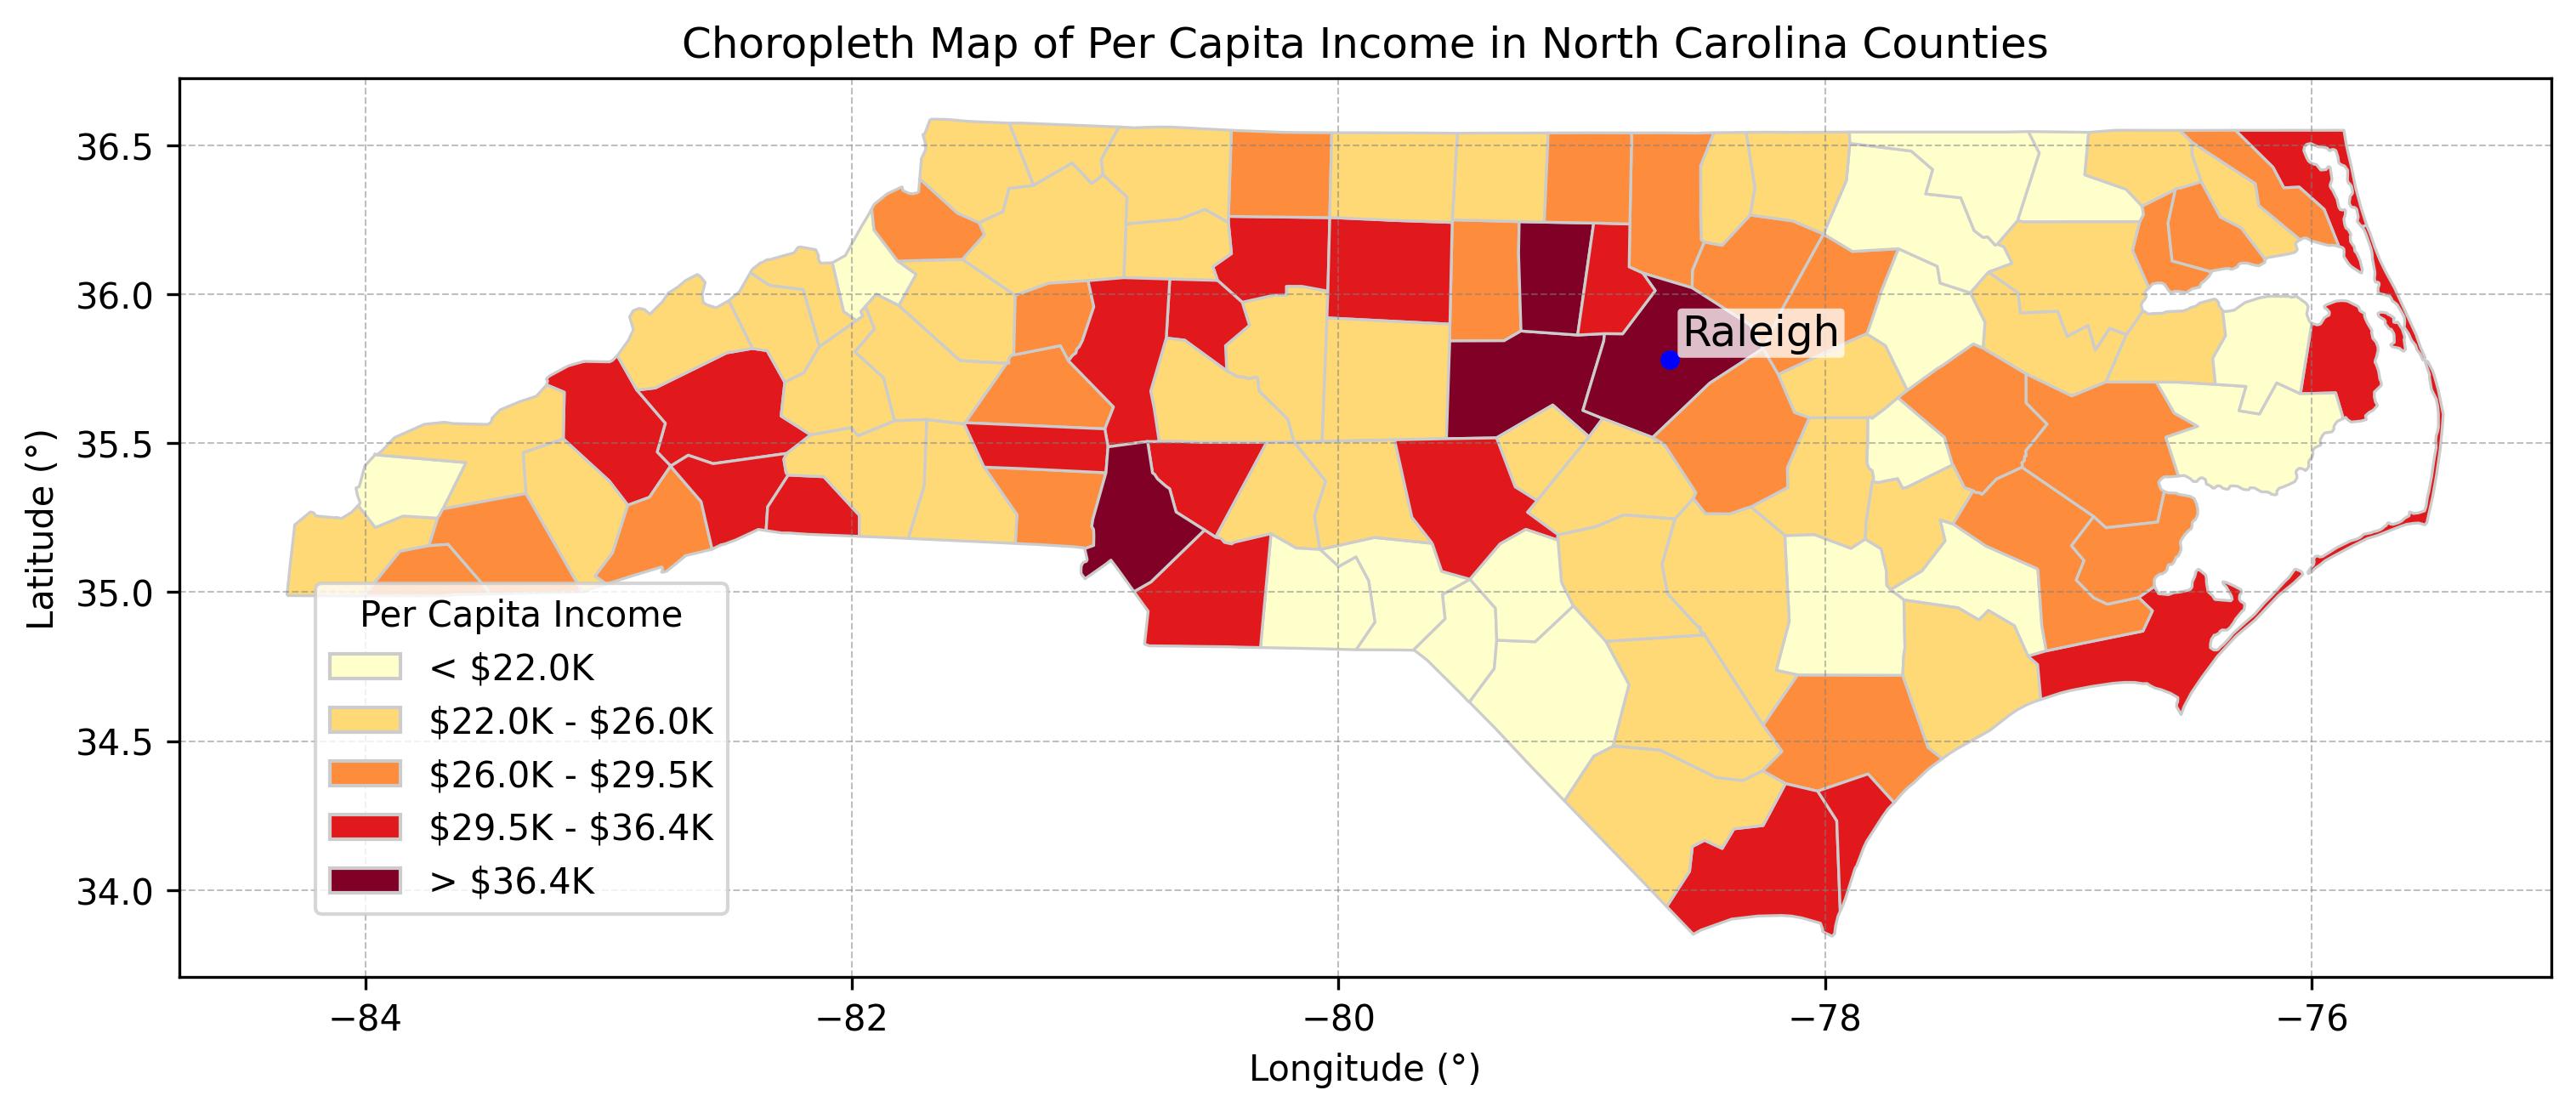 Choropleth Map of Per Capita Income in North Carolina Counties
Latitude (°)
36.5
36.0
35.5
35.0
34.5
34.0
Raleigh
Per Capita Income
< $22.0K
$22.0K - $26.0K
$26.0K - $29.5K
$29.5K - $36.4K
> $36.4K
−84 −82 −80 −78 −76
Longitude (°)